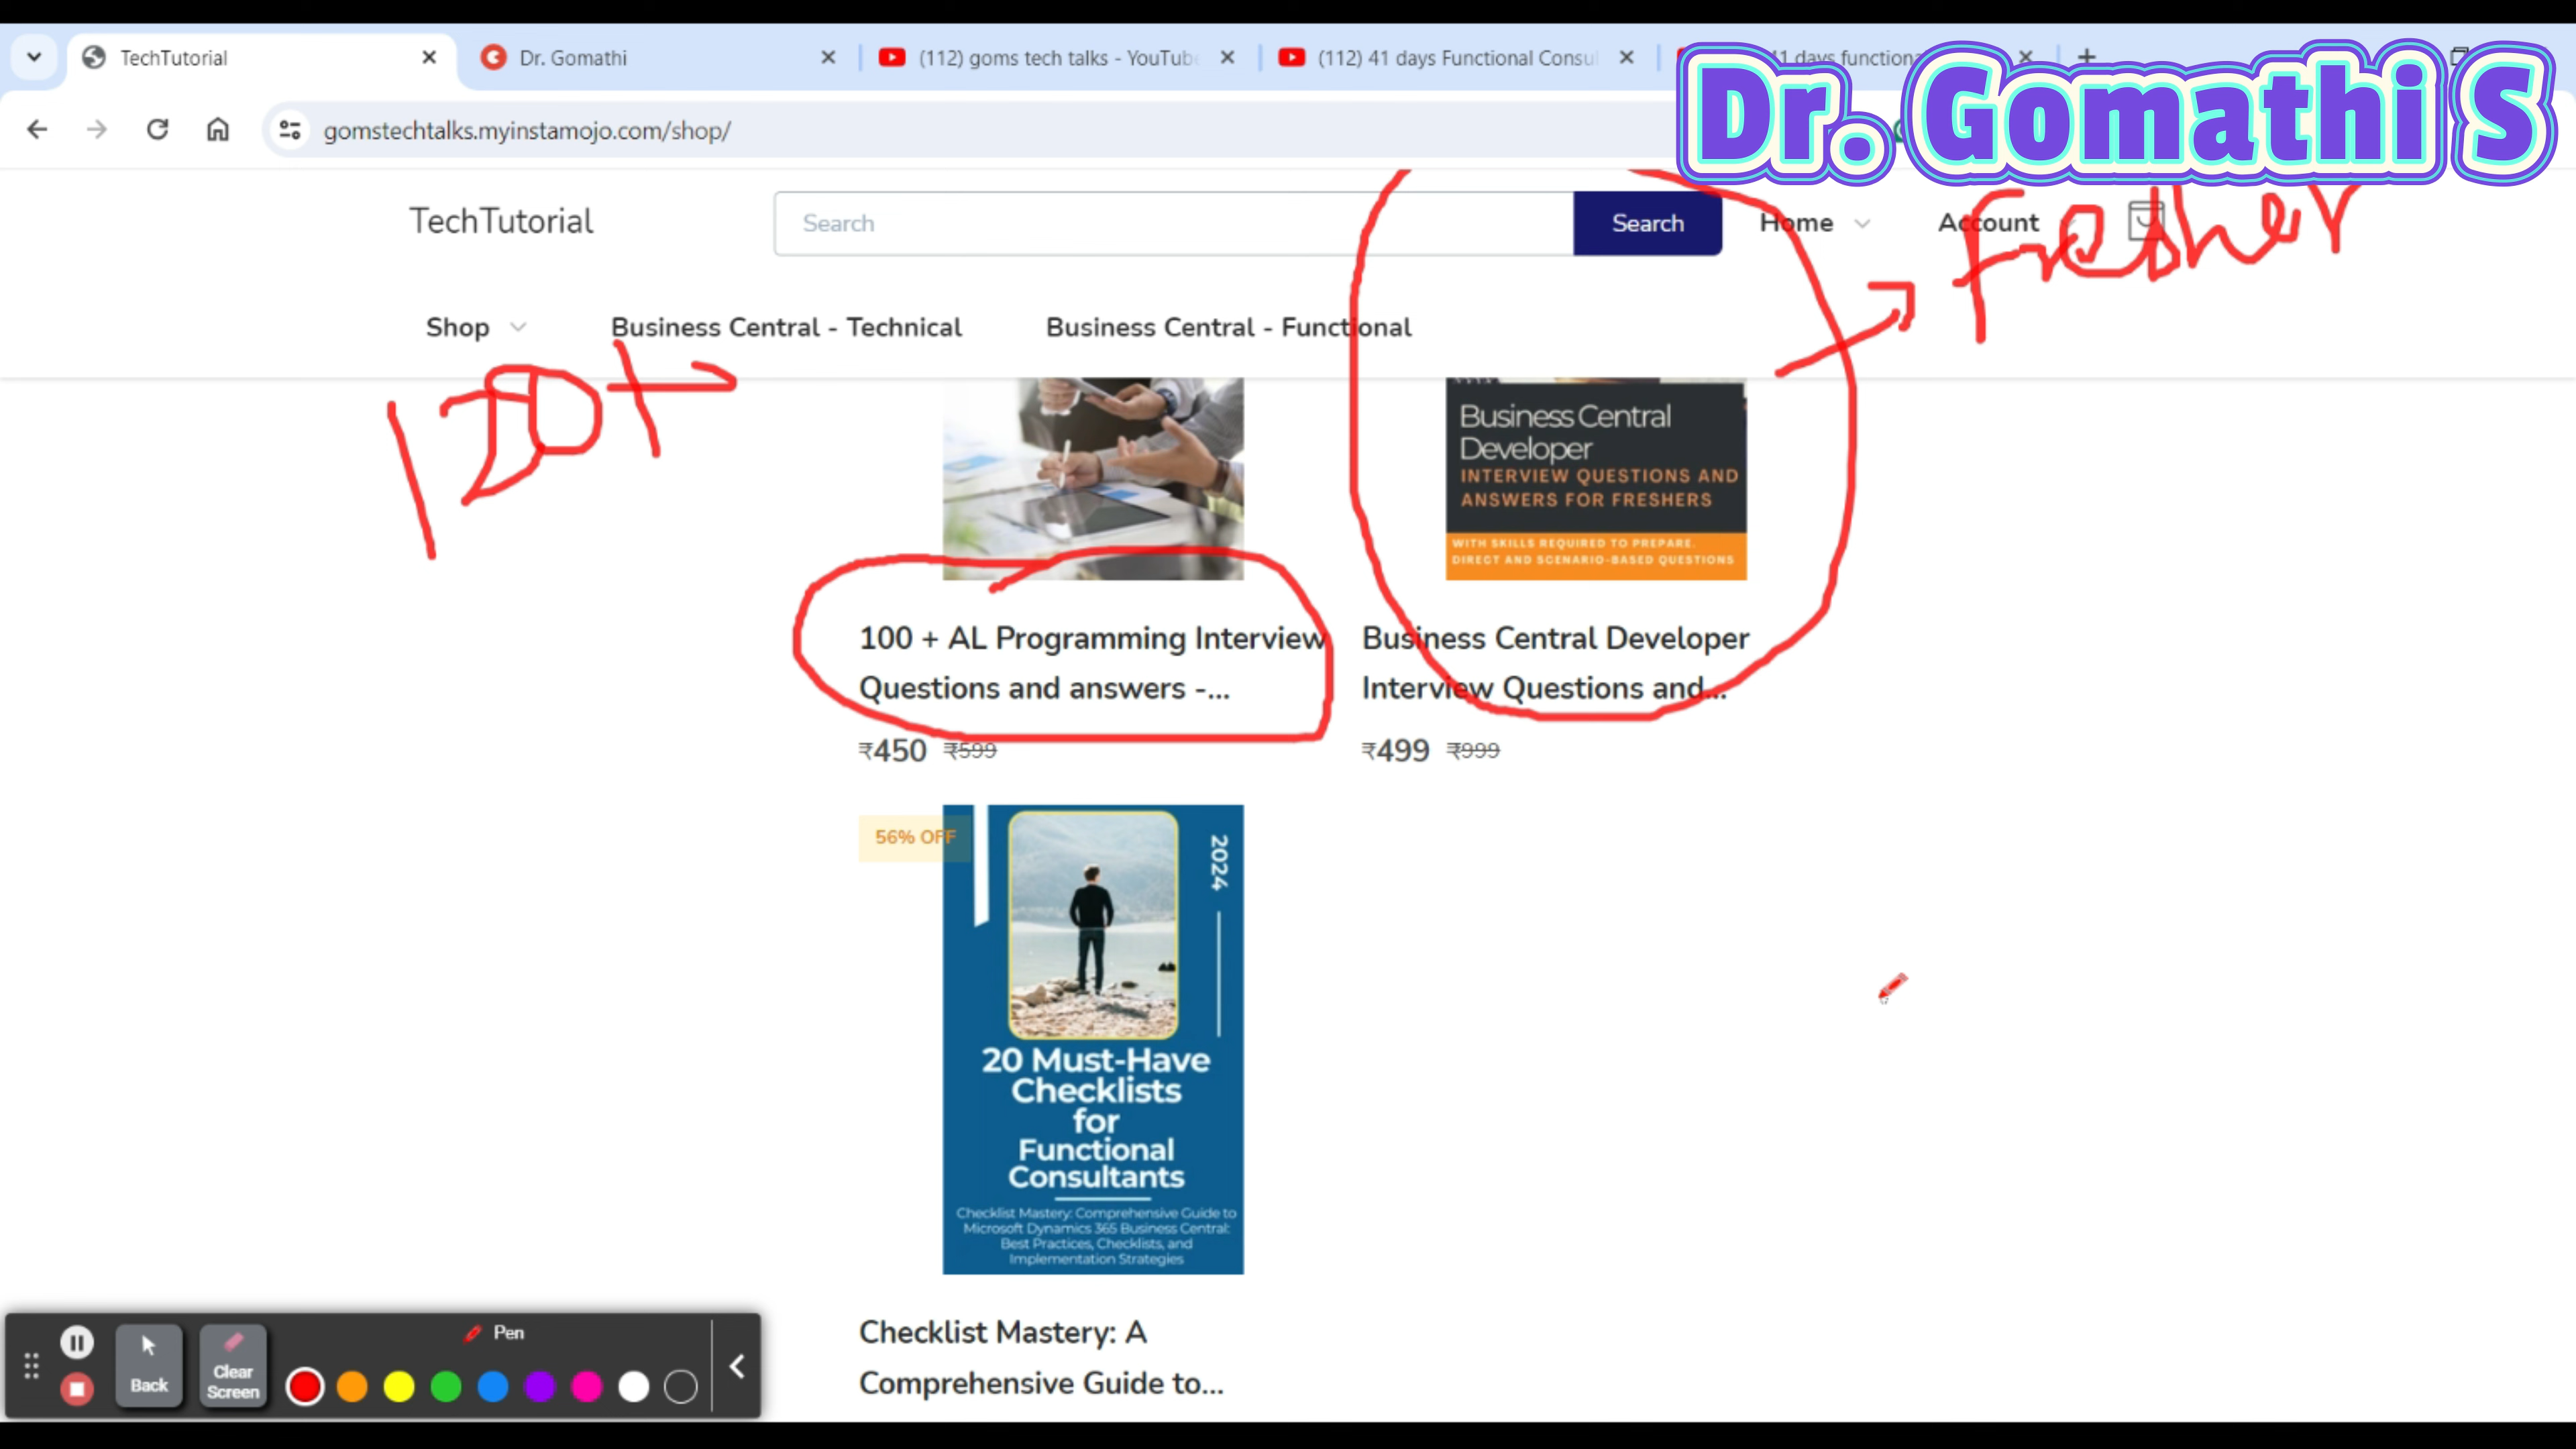 TechTutorial
Dr. Gomathi
(112) goms tech talks - YouTub
(112) 41 days Functional Consul
Dr. Gomathi S
gomstechtalks.myinstamojo.com/shop/
TechTutorial
Search
Search
Home
Account
Fresher
Shop
Business Central - Technical
Business Central - Functional
120+
Business Central
Developer
INTERVIEW QUESTIONS AND
ANSWERS FOR FRESHERS
WITH SKILLS REQUIRED TO PREPARE.
DIRECT AND SCENARIO-BASED QUESTIONS
100 + AL Programming Interview
Questions and answers -...
₹450 ₹599
Business Central Developer
Interview Questions and...
₹499 ₹999
56% OFF
2024
20 Must-Have
Checklists
for
Functional
Consultants
Checklist Mastery: Comprehensive Guide to
Microsoft Dynamics 365 Business Central:
Best Practices, Checklists, and
Implementation Strategies
Checklist Mastery: A
Comprehensive Guide to...
Pen
Back
Clear
Screen